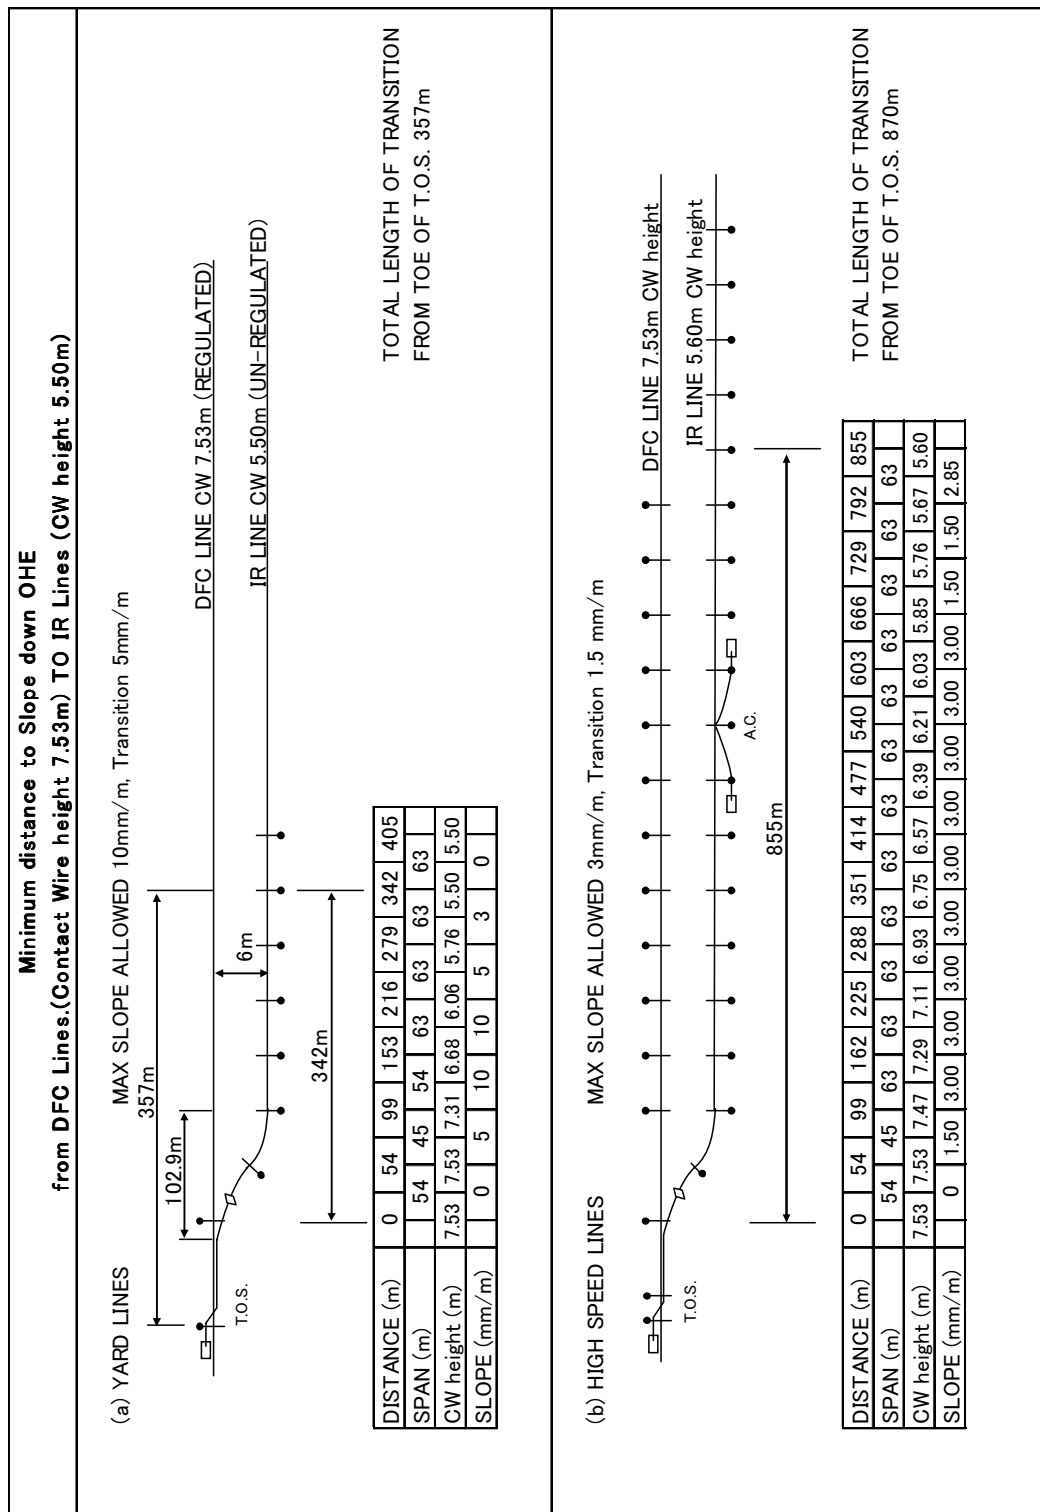 Minimum distance to Slope down OHE
from DFC Lines.(Contact Wire height 7.53m) TO IR Lines (CW height 5.50m)
(a) YARD LINES
MAX SLOPE ALLOWED 10mm/m, Transition 5mm/m
357m
102.9m
DFC LINE CW 7.53m (REGULATED)
6m
IR LINE CW 5.50m (UN-REGULATED)
T.O.S.
342m
DISTANCE (m) 0 54 99 153 216 279 342 405
SPAN (m) 54 45 54 63 63 63 63
CW height (m) 7.53 7.53 7.31 6.68 6.06 5.76 5.50 5.50
SLOPE (mm/m) 0 5 10 10 5 3 0
TOTAL LENGTH OF TRANSITION
FROM TOE OF T.O.S. 357m
(b) HIGH SPEED LINES
MAX SLOPE ALLOWED 3mm/m, Transition 1.5 mm/m
DFC LINE 7.53m CW height
T.O.S.
IR LINE 5.60m CW height
A.C.
855m
DISTANCE (m) 0 54 99 162 225 288 351 414 477 540 603 666 729 792 855
SPAN (m) 54 45 63 63 63 63 63 63 63 63 63 63 63 63
CW height (m) 7.53 7.53 7.47 7.29 7.11 6.93 6.75 6.57 6.39 6.21 6.03 5.85 5.76 5.67 5.60
SLOPE (mm/m) 0 1.50 3.00 3.00 3.00 3.00 3.00 3.00 3.00 3.00 3.00 1.50 1.50 2.85
TOTAL LENGTH OF TRANSITION
FROM TOE OF T.O.S. 870m